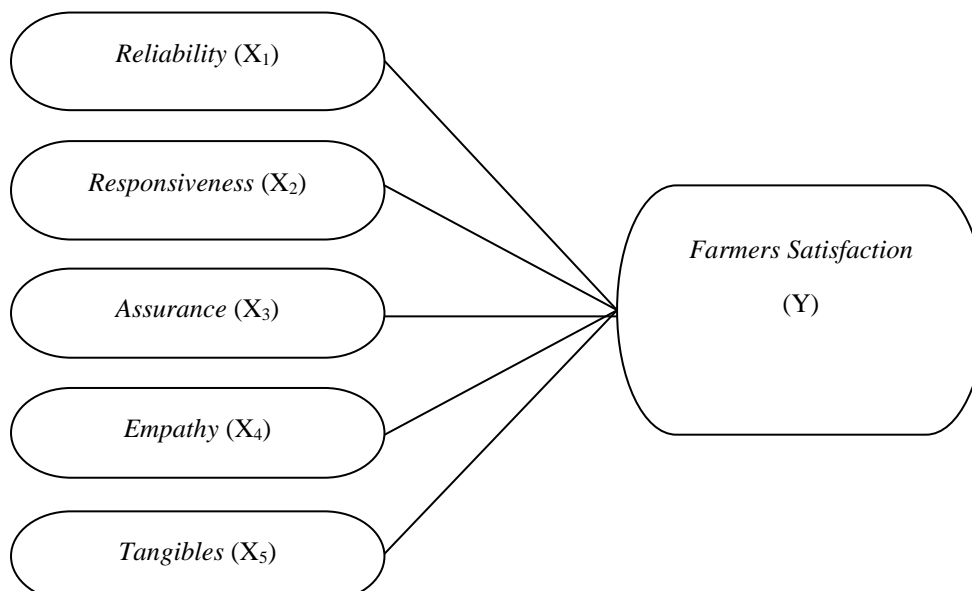 Reliability (X₁)
Responsiveness (X₂)
Assurance (X₃)
Empathy (X₄)
Tangibles (X₅)
Farmers Satisfaction
(Y)